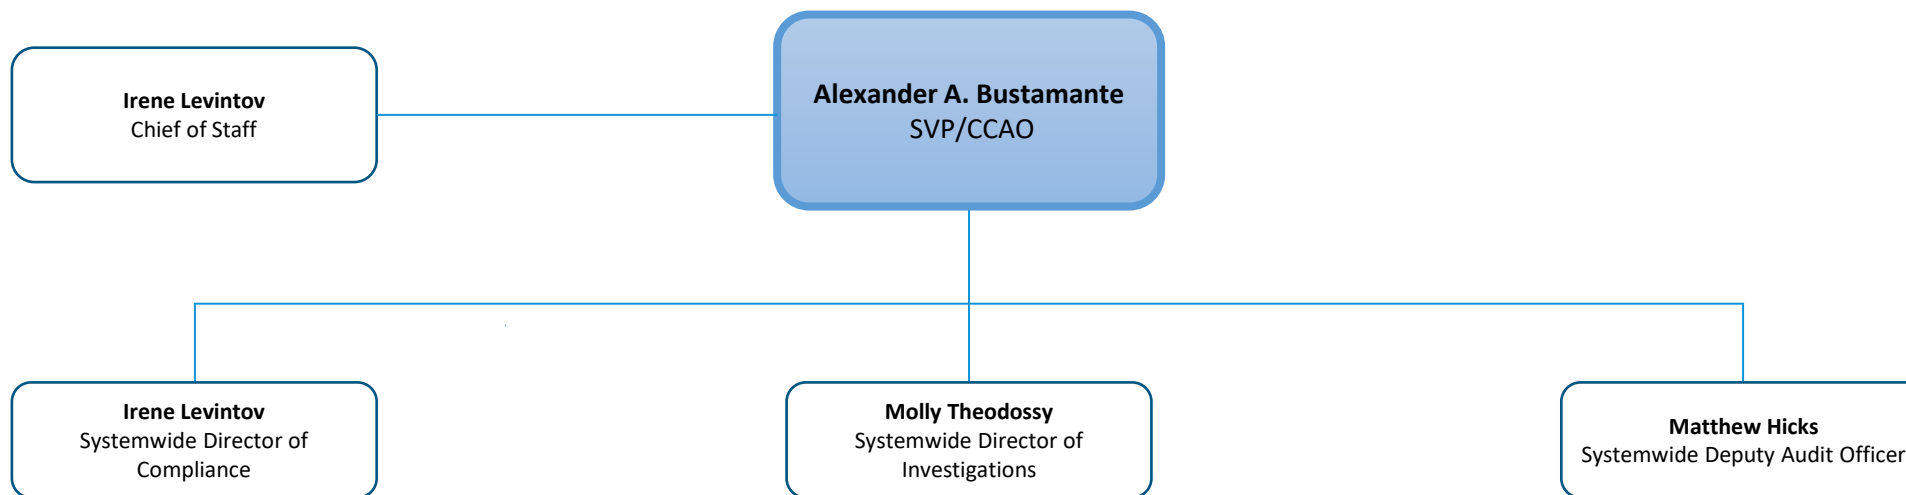 Irene Levintov
Chief of Staff
Alexander A. Bustamante
SVP/CCAO
Irene Levintov
Systemwide Director of
Compliance
Molly Theodossy
Systemwide Director of
Investigations
Matthew Hicks
Systemwide Deputy Audit Officer